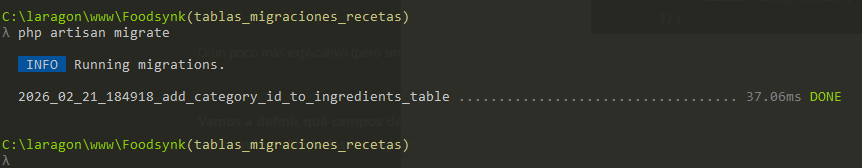 C:\laragon\www\Foodsynk(tablas_migraciones_recetas)
λ php artisan migrate
INFO Running migrations.
2026_02_21_184918_add_category_id_to_ingredients_table ................................... 37.06ms DONE
C:\laragon\www\Foodsynk(tablas_migraciones_recetas)
λ